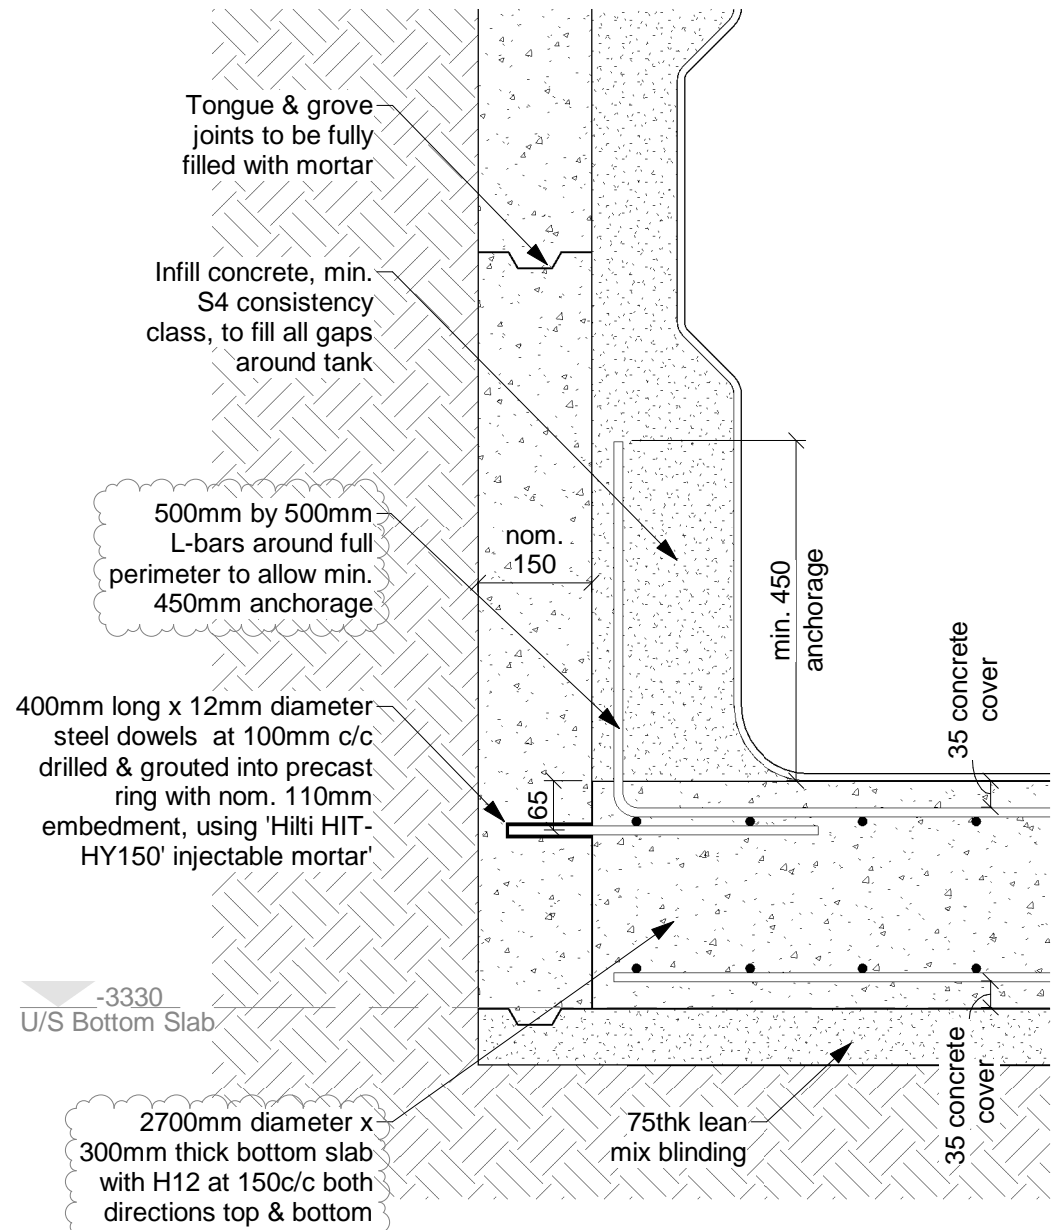 Tongue & grove
joints to be fully
filled with mortar
Infill concrete, min.
S4 consistency
class, to fill all gaps
around tank
500mm by 500mm
L-bars around full
perimeter to allow min.
450mm anchorage
nom.
150
min. 450
anchorage
35 concrete
cover
400mm long x 12mm diameter
steel dowels at 100mm c/c
drilled & grouted into precast
ring with nom. 110mm
embedment, using 'Hilti HIT-
HY150' injectable mortar'
65
-3330
U/S Bottom Slab
35 concrete
cover
2700mm diameter x
300mm thick bottom slab
with H12 at 150c/c both
directions top & bottom
75thk lean
mix blinding